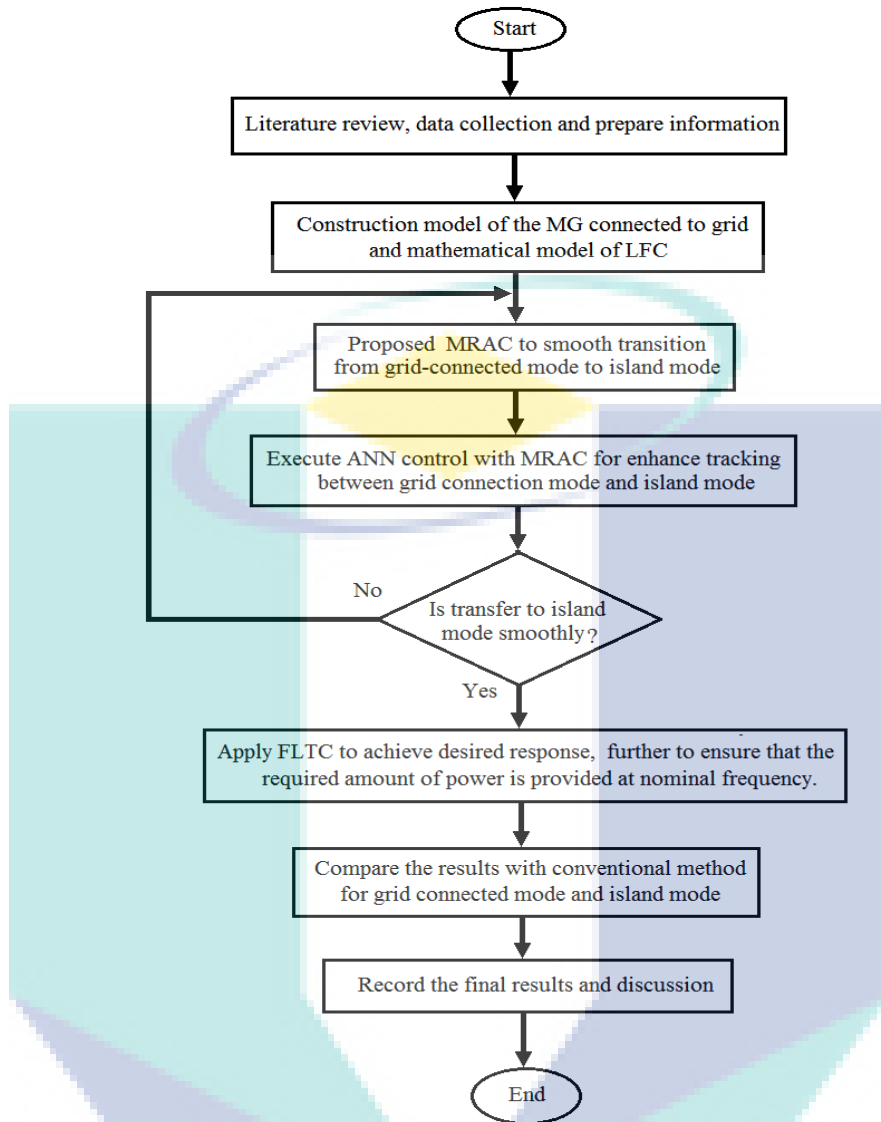 Start
Literature review, data collection and prepare information
Construction model of the MG connected to grid
and mathematical model of LFC
Proposed MRAC to smooth transition
from grid-connected mode to island mode
Execute ANN control with MRAC for enhance tracking
between grid connection mode and island mode
No
Is transfer to island
mode smoothly?
Yes
Apply FLTC to achieve desired response, further to ensure that the
required amount of power is provided at nominal frequency.
Compare the results with conventional method
for grid connected mode and island mode
Record the final results and discussion
End